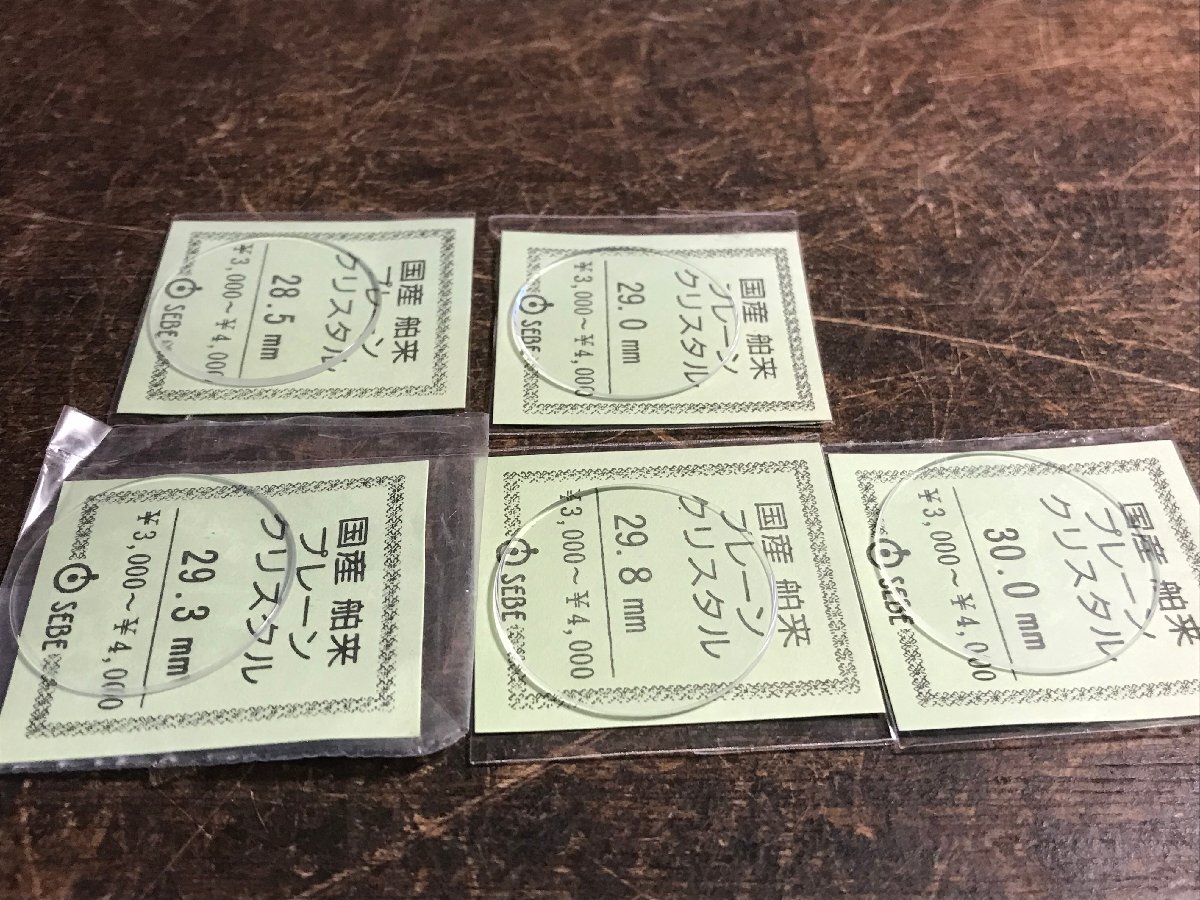 国産 舶来
プレーン
クリスタル
28.5 mm
¥3,000～¥4,000
SEBE
国産 舶来
プレーン
クリスタル
29.0 mm
¥3,000～¥4,000
SEBE
国産 舶来
プレーン
クリスタル
29.3 mm
¥3,000～¥4,000
SEBE
国産 舶来
プレーン
クリスタル
29.8 mm
¥3,000～¥4,000
SEBE
国産 舶来
プレーン
クリスタル
30.0 mm
¥3,000～¥4,000
SEBE